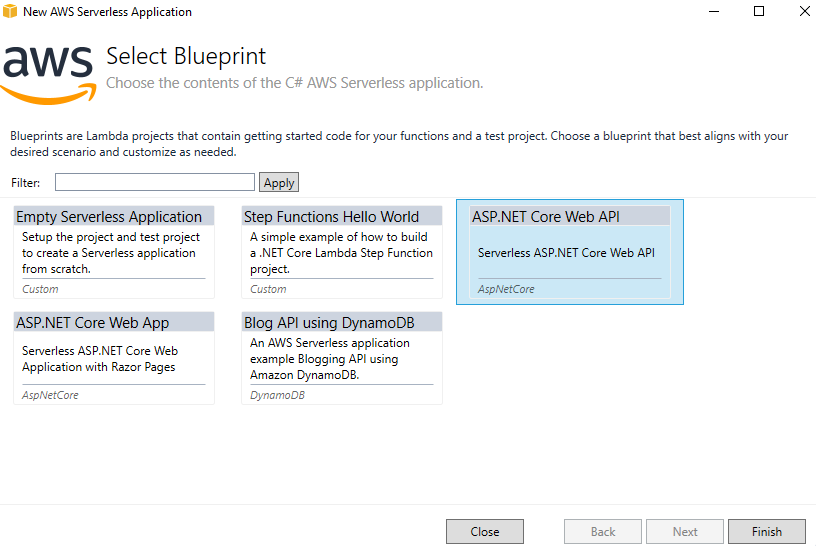 New AWS Serverless Application
aws
Select Blueprint
Choose the contents of the C# AWS Serverless application.
Blueprints are Lambda projects that contain getting started code for your functions and a test project. Choose a blueprint that best aligns with your
desired scenario and customize as needed.
Filter:
Apply
Empty Serverless Application
Setup the project and test project
to create a Serverless application
from scratch.
Custom
Step Functions Hello World
A simple example of how to build
a .NET Core Lambda Step Function
project.
Custom
ASP.NET Core Web API
Serverless ASP.NET Core Web API
AspNetCore
ASP.NET Core Web App
Serverless ASP.NET Core Web
Application with Razor Pages
AspNetCore
Blog API using DynamoDB
An AWS Serverless application
example Blogging API using
Amazon DynamoDB.
DynamoDB
Close
Back
Next
Finish